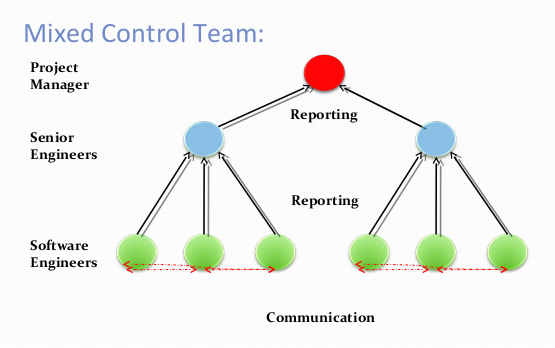 Mixed Control Team:
Project
Manager
Reporting
Senior
Engineers
Reporting
Software
Engineers
Communication